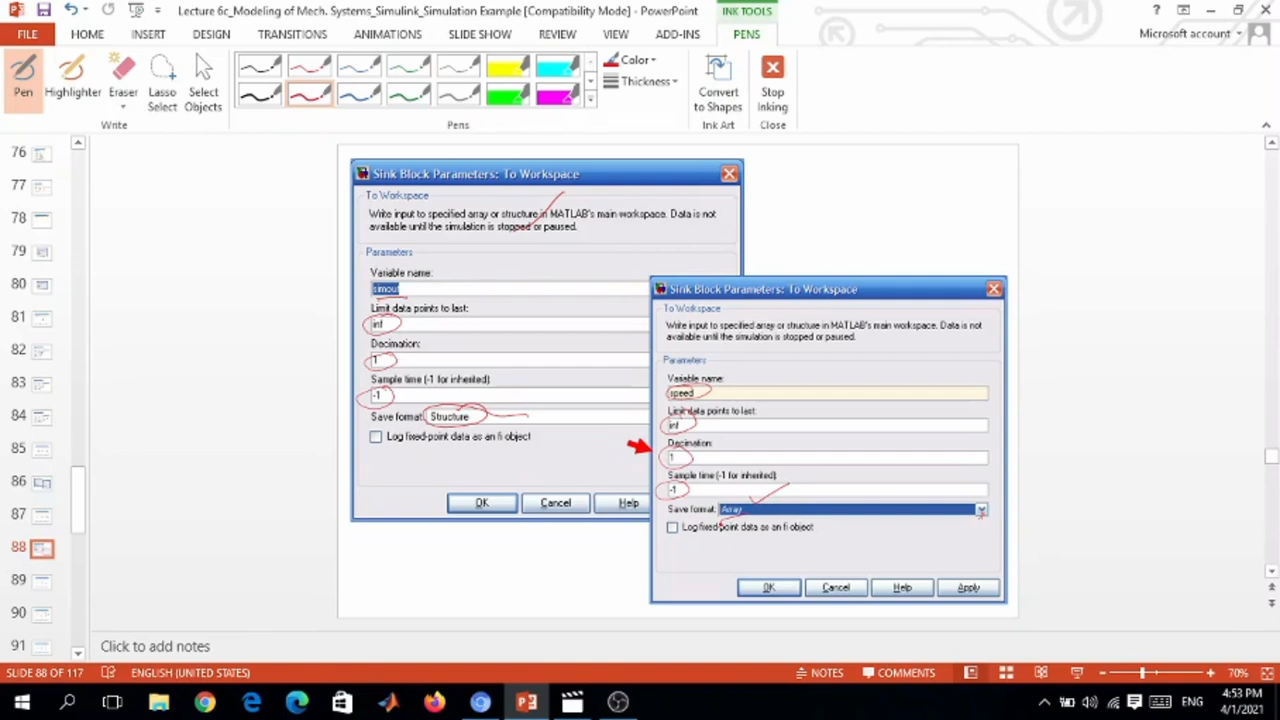 Lecture 6c_Modeling of Mech. Systems_Simulink_Simulation Example [Compatibility Mode] - PowerPoint
INK TOOLS
FILE HOME INSERT DESIGN TRANSITIONS ANIMATIONS SLIDE SHOW REVIEW VIEW ADD-INS PENS
Microsoft account
Pen
Highlighter
Eraser
Lasso Select
Select Objects
Color
Thickness
Convert to Shapes
Stop Inking
Write
Pens
Ink Art
Close
76
77
78
79
80
81
82
83
84
85
86
87
88
89
90
91
Sink Block Parameters: To Workspace
To Workspace
Write input to specified array or structure in MATLAB's main workspace. Data is not
available until the simulation is stopped or paused.
Parameters
Variable name:
simout
Limit data points to last:
inf
Decimation:
1
Sample time (-1 for inherited)
-1
Save format: Structure
Log fixed-point data as an fi object
OK Cancel Help
Sink Block Parameters: To Workspace
To Workspace
Write input to specified array or structure in MATLAB's main workspace. Data is not
available until the simulation is stopped or paused.
Parameters
Variable name:
speed
Limit data points to last:
inf
Decimation:
1
Sample time (-1 for inherited)
-1
Save format: Array
Log fixed-point data as an fi object
OK Cancel Help Apply
Click to add notes
SLIDE 88 OF 117 ENGLISH (UNITED STATES) NOTES COMMENTS 70%
ENG
4:53 PM
4/1/2021